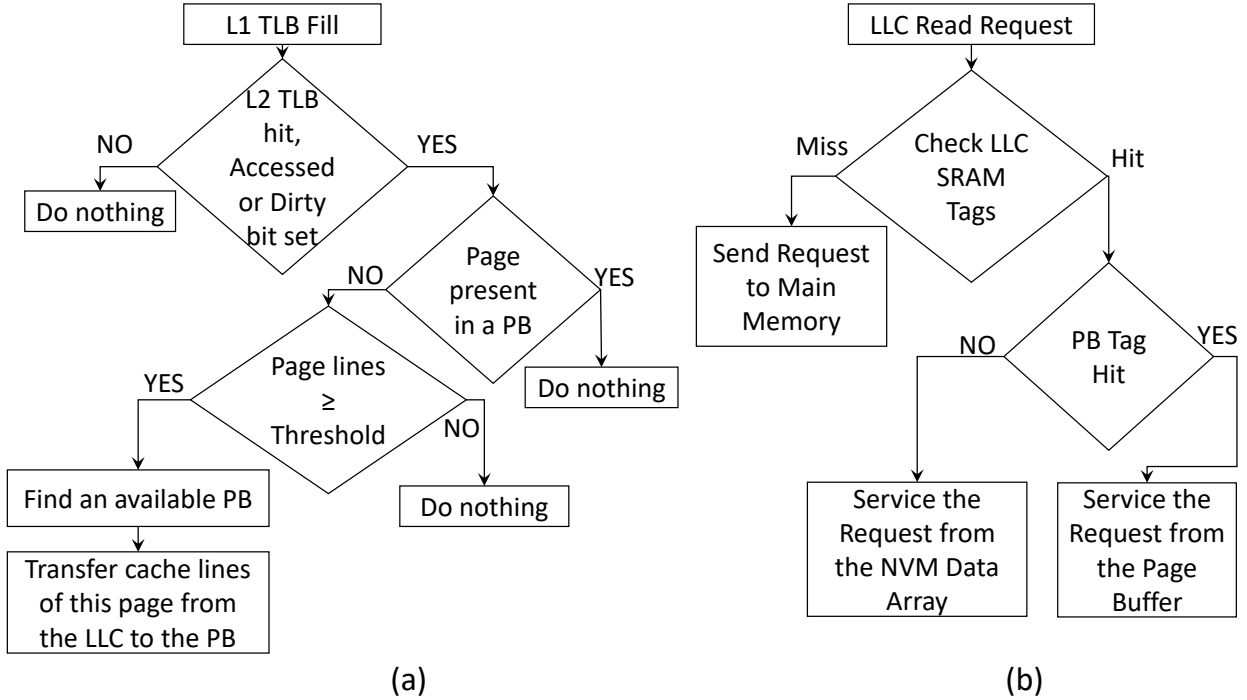 L1 TLB Fill
L2 TLB
hit,
Accessed
or Dirty
bit set
NO
YES
Do nothing
Page
present
in a PB
NO
YES
Do nothing
Page lines
≥
Threshold
YES
NO
Do nothing
Find an available PB
Transfer cache lines
of this page from
the LLC to the PB
(a)
LLC Read Request
Check LLC
SRAM
Tags
Miss
Hit
Send Request
to Main
Memory
PB Tag
Hit
NO
YES
Service the
Request from
the NVM Data
Array
Service the
Request from
the Page
Buffer
(b)